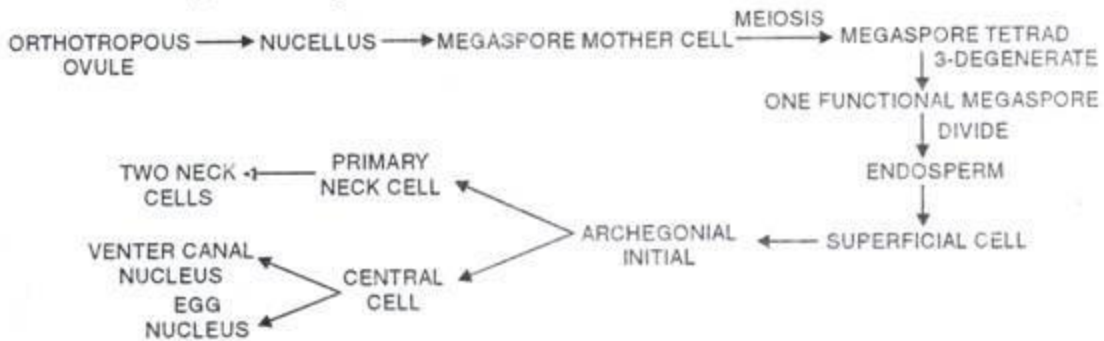 ORTHOTROPOUS OVULE
NUCELLUS
MEGASPORE MOTHER CELL
MEIOSIS
MEGASPORE TETRAD
3-DEGENERATE
ONE FUNCTIONAL MEGASPORE
DIVIDE
ENDOSPERM
SUPERFICIAL CELL
ARCHEGONIAL
INITIAL
PRIMARY
NECK CELL
TWO NECK
CELLS
CENTRAL
CELL
VENTER CANAL
NUCLEUS
EGG
NUCLEUS